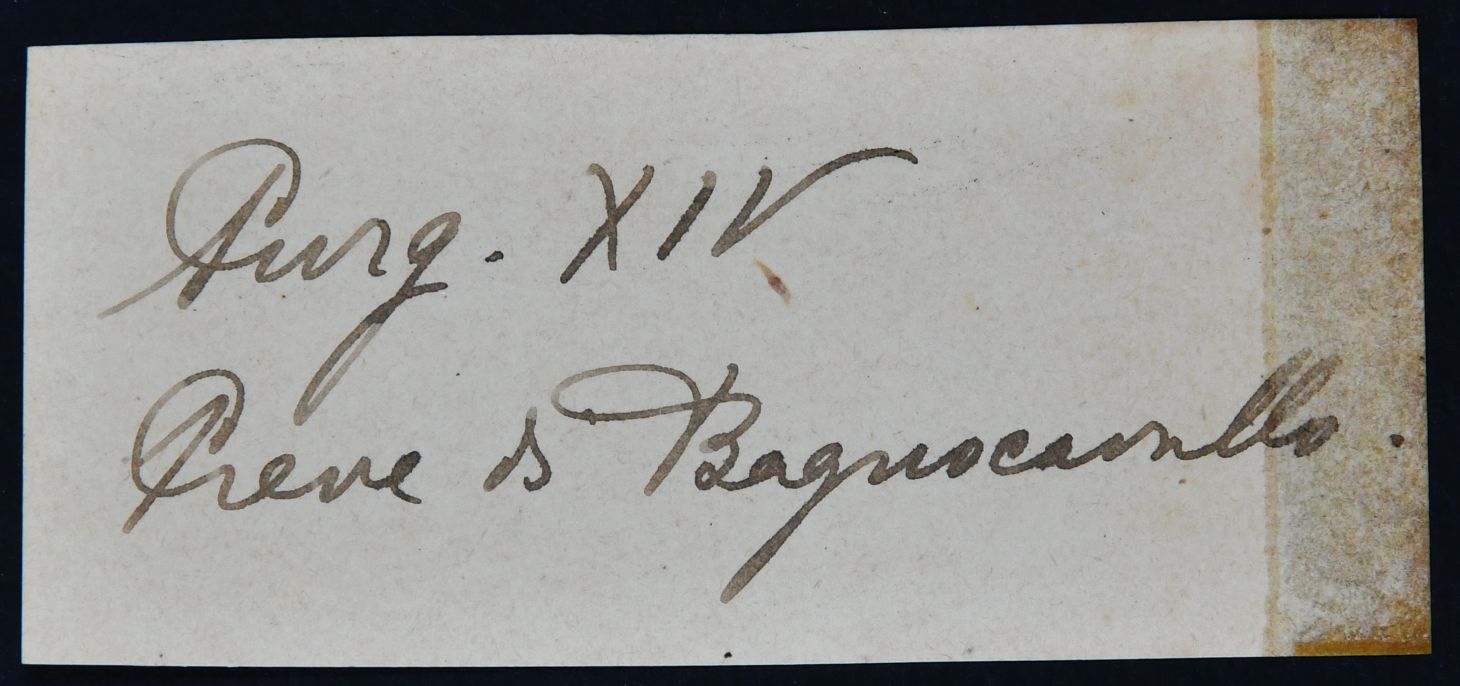 Purg. XIV
Pieve di Bagnocavallo.